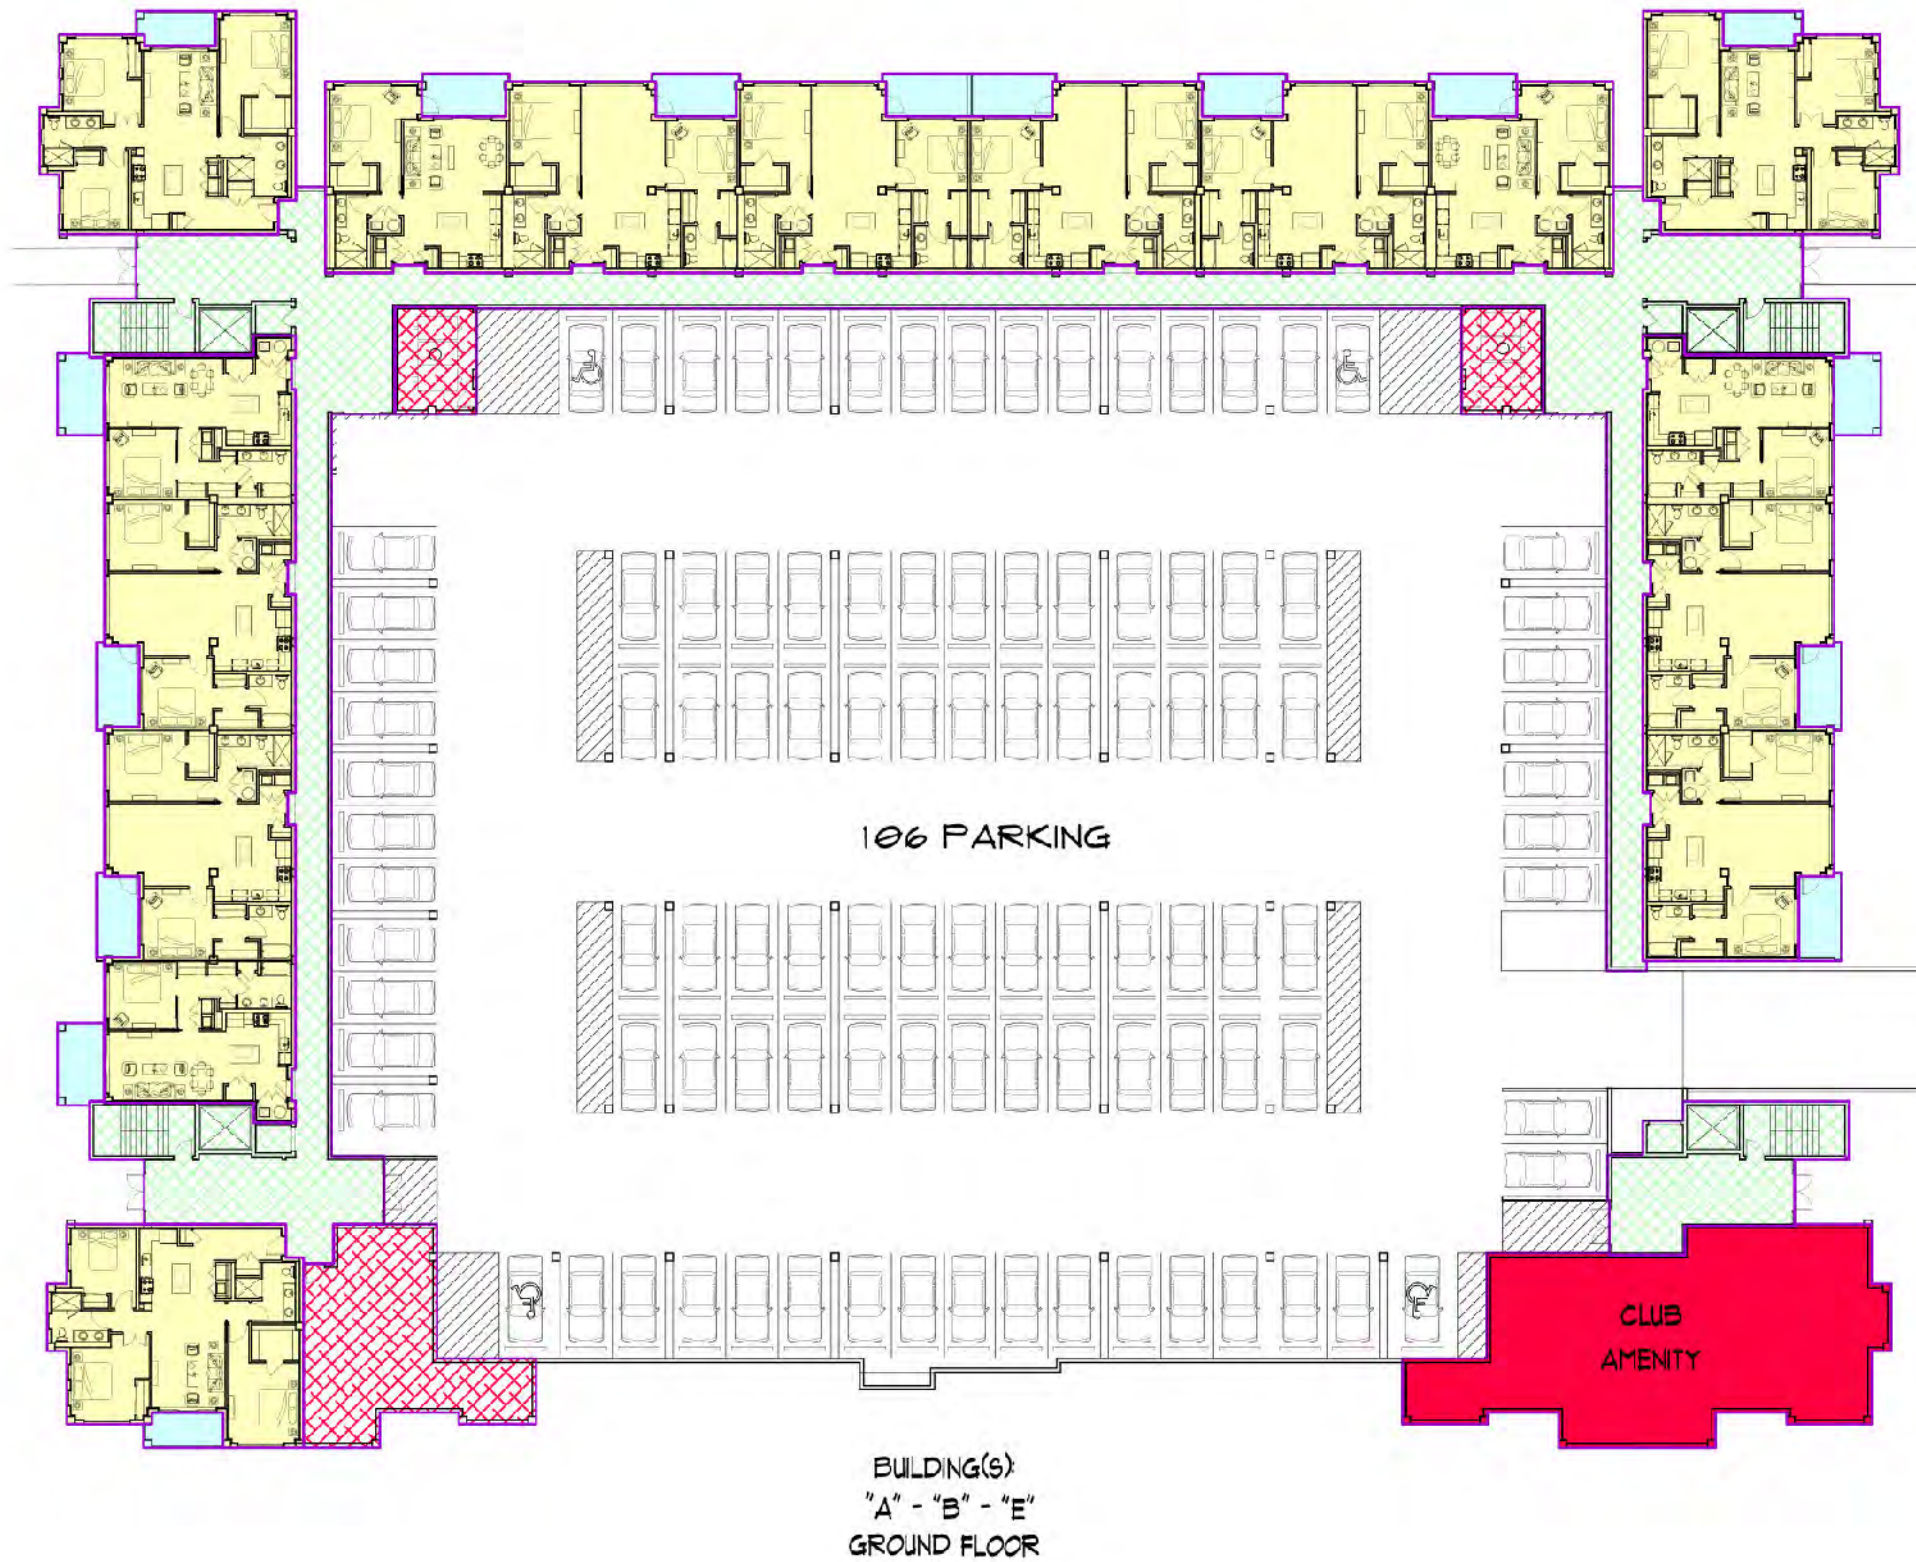 106 PARKING
CLUB
AMENITY
BUILDING(S):
"A" - "B" - "E"
GROUND FLOOR